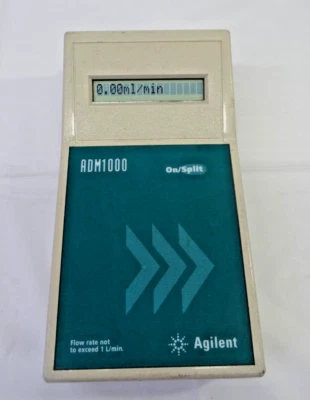 0.00ml/min
ADM1000
On/Split
Flow rate not
to exceed 1 L/min.
Agilent